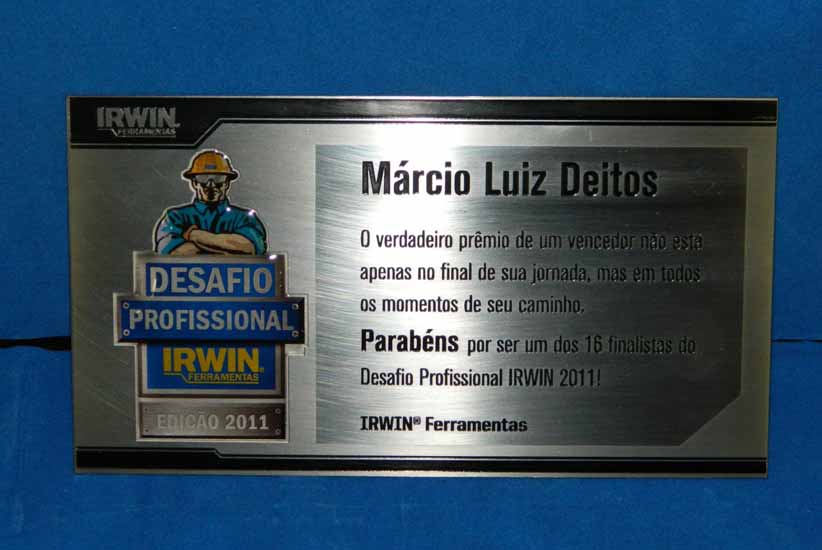 IRWIN.
FERRAMENTAS
DESAFIO
PROFISSIONAL
IRWIN®
FERRAMENTAS
EDIÇÃO 2011
Márcio Luiz Deitos
O verdadeiro prêmio de um vencedor não está
apenas no final de sua jornada, mas em todos
os momentos de seu caminho.
Parabéns por ser um dos 16 finalistas do
Desafio Profissional IRWIN 2011!
IRWIN® Ferramentas